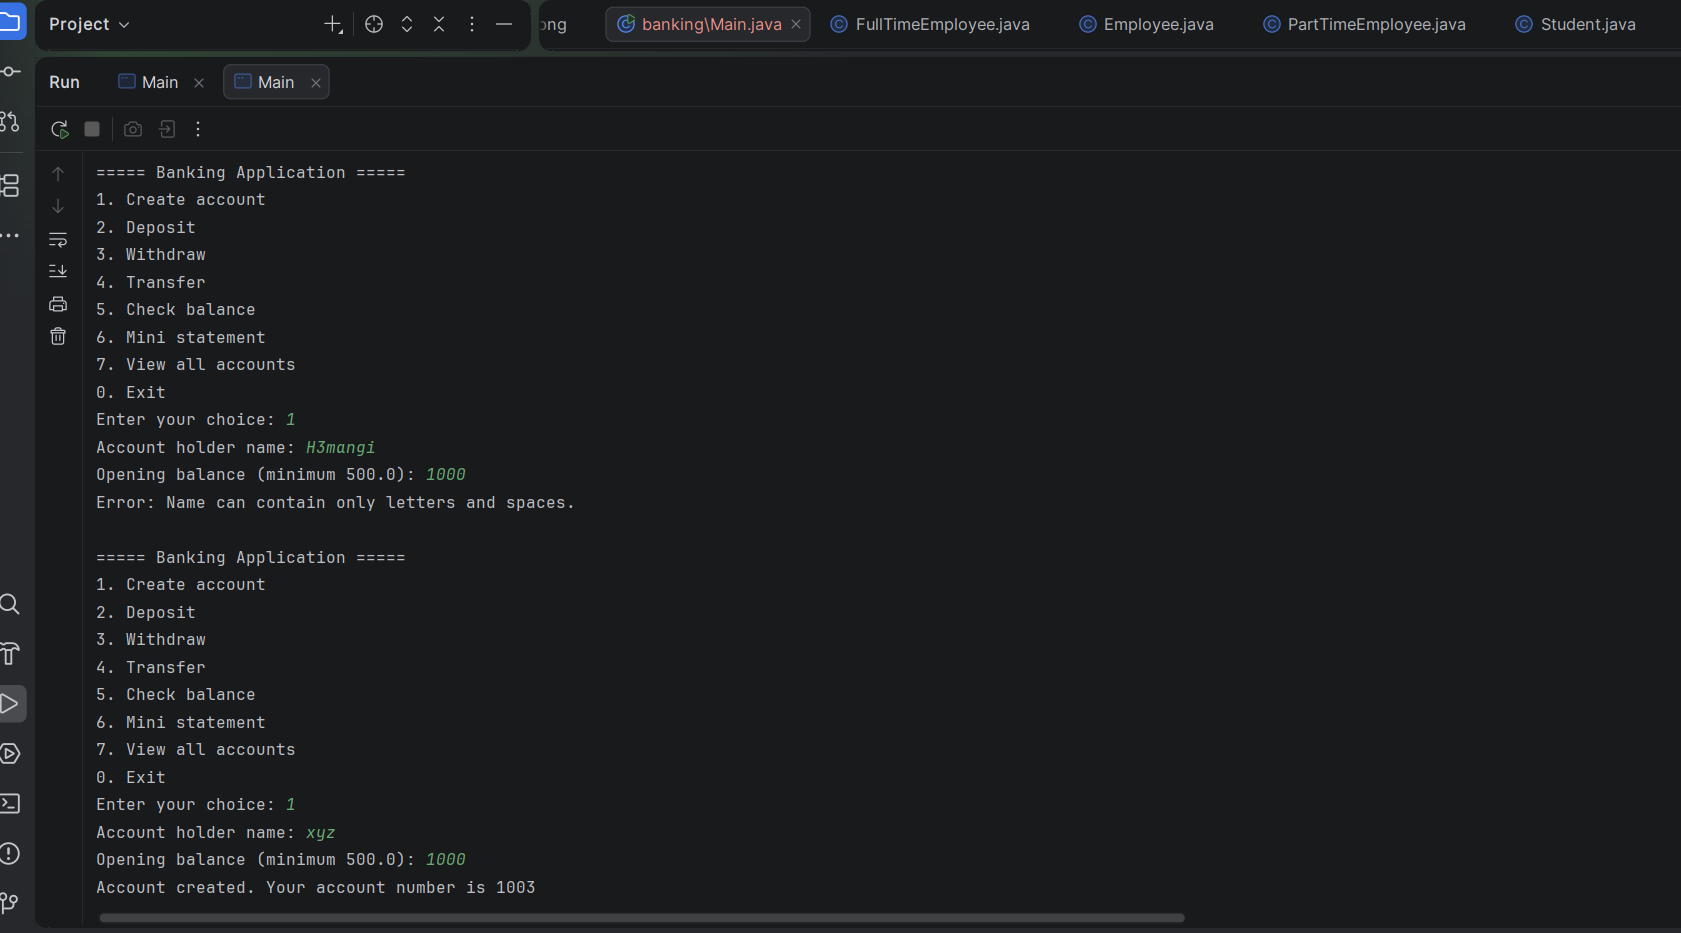 Project
ong
banking\Main.java
FullTimeEmployee.java
Employee.java
PartTimeEmployee.java
Student.java
Run
Main
Main
===== Banking Application =====
1. Create account
2. Deposit
3. Withdraw
4. Transfer
5. Check balance
6. Mini statement
7. View all accounts
0. Exit
Enter your choice: 1
Account holder name: H3mangi
Opening balance (minimum 500.0): 1000
Error: Name can contain only letters and spaces.
===== Banking Application =====
1. Create account
2. Deposit
3. Withdraw
4. Transfer
5. Check balance
6. Mini statement
7. View all accounts
0. Exit
Enter your choice: 1
Account holder name: xyz
Opening balance (minimum 500.0): 1000
Account created. Your account number is 1003